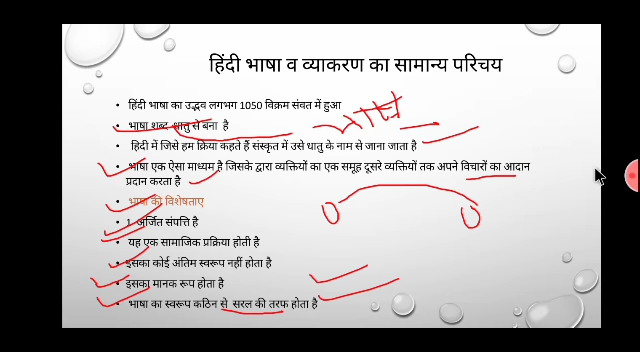 हिंदी भाषा व व्याकरण का सामान्य परिचय
• हिंदी भाषा का उद्भव लगभग 1050 विक्रम संवत में हुआ
• भाषा शब्द धातु से बना है
• हिदी में जिसे हम क्रिया कहते हैं संस्कृत में उसे धातु के नाम से जाना जाता है
• भाषा एक ऐसा माध्यम है जिसके द्वारा व्यक्तियों का एक समूह दूसरे व्यक्तियों तक अपने विचारों का आदान
प्रदान करता है
• भाषा की विशेषताए
• 1. अर्जित संपत्ति है
• यह एक सामाजिक प्रक्रिया होती है
• इसका कोई अंतिम स्वरूप नहीं होता है
• इसका मानक रूप होता है
• भाषा का स्वरूप कठिन से सरल की तरफ होता है